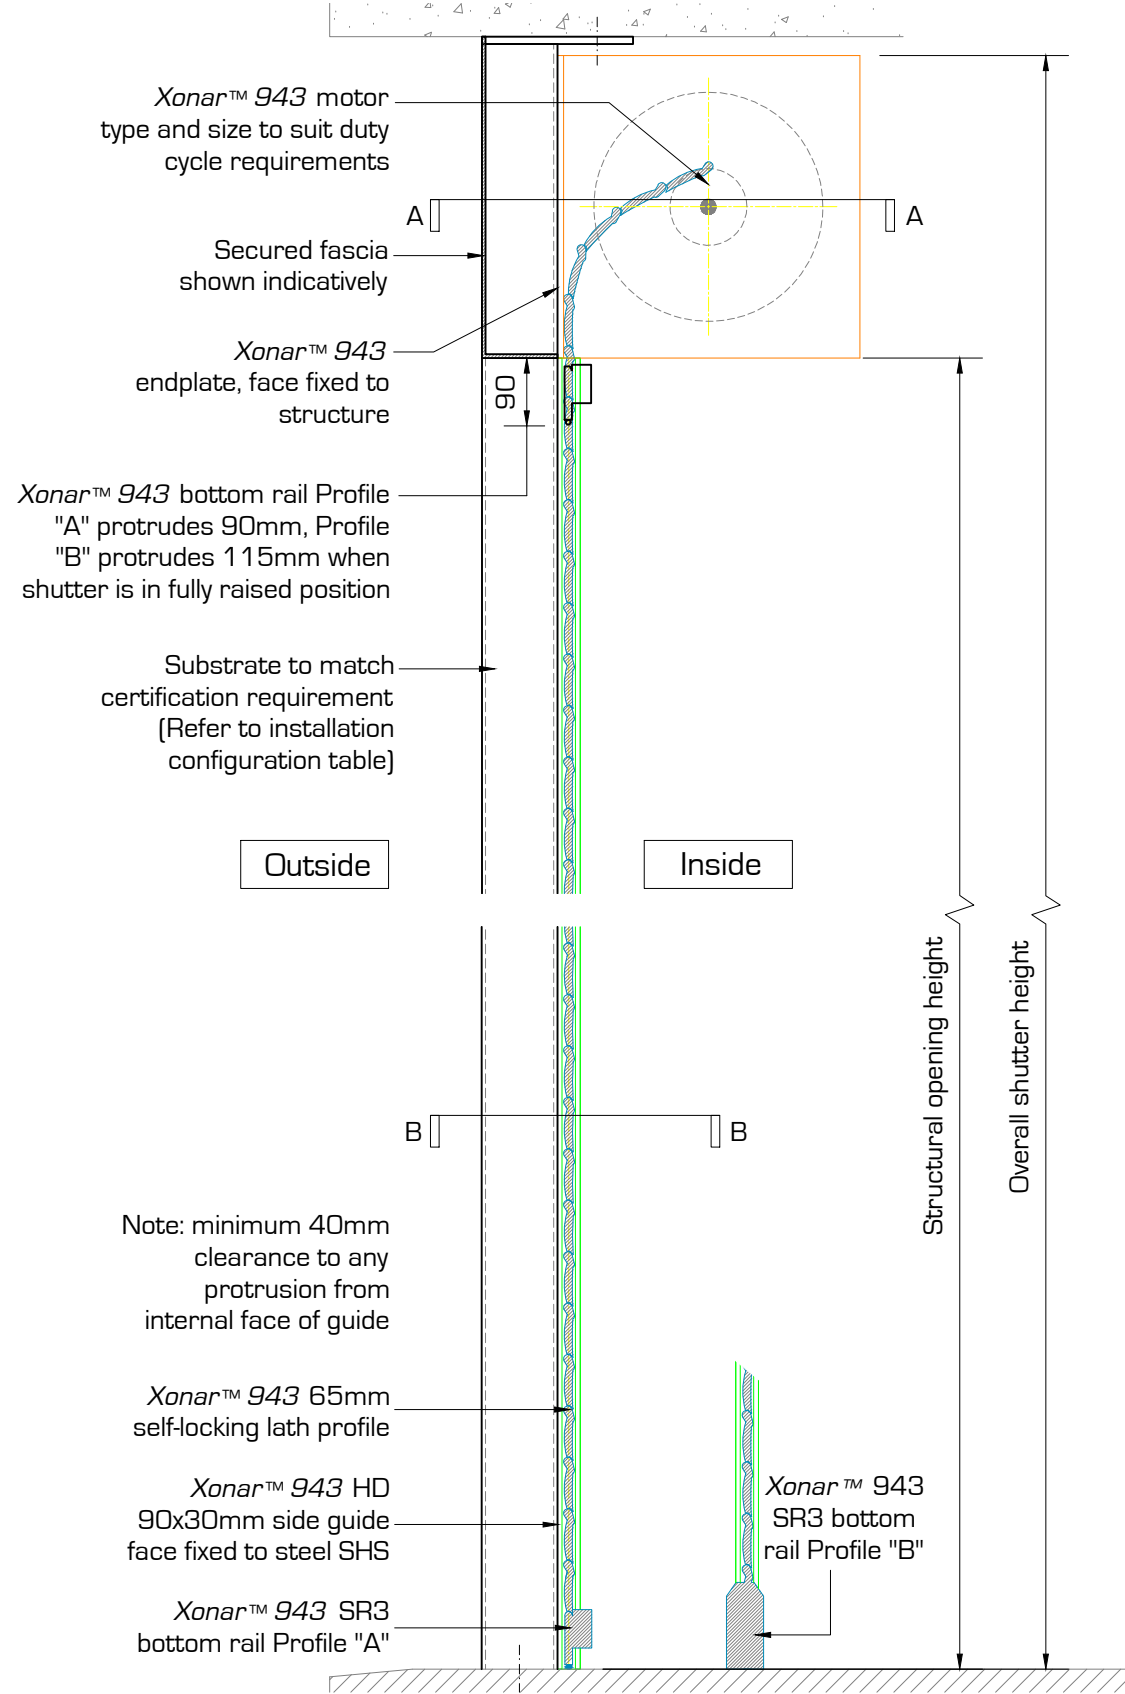 Xonar™ 943 motor
type and size to suit duty
cycle requirements
A
A
Secured fascia
shown indicatively
Xonar™ 943
endplate, face fixed to
structure
90
Xonar™ 943 bottom rail Profile
"A" protrudes 90mm, Profile
"B" protrudes 115mm when
shutter is in fully raised position
Substrate to match
certification requirement
(Refer to installation
configuration table)
Outside
Inside
Structural opening height
Overall shutter height
B
B
Note: minimum 40mm
clearance to any
protrusion from
internal face of guide
Xonar™ 943 65mm
self-locking lath profile
Xonar™ 943 HD
90x30mm side guide
face fixed to steel SHS
Xonar™ 943 SR3
bottom rail Profile "A"
Xonar™ 943
SR3 bottom
rail Profile "B"